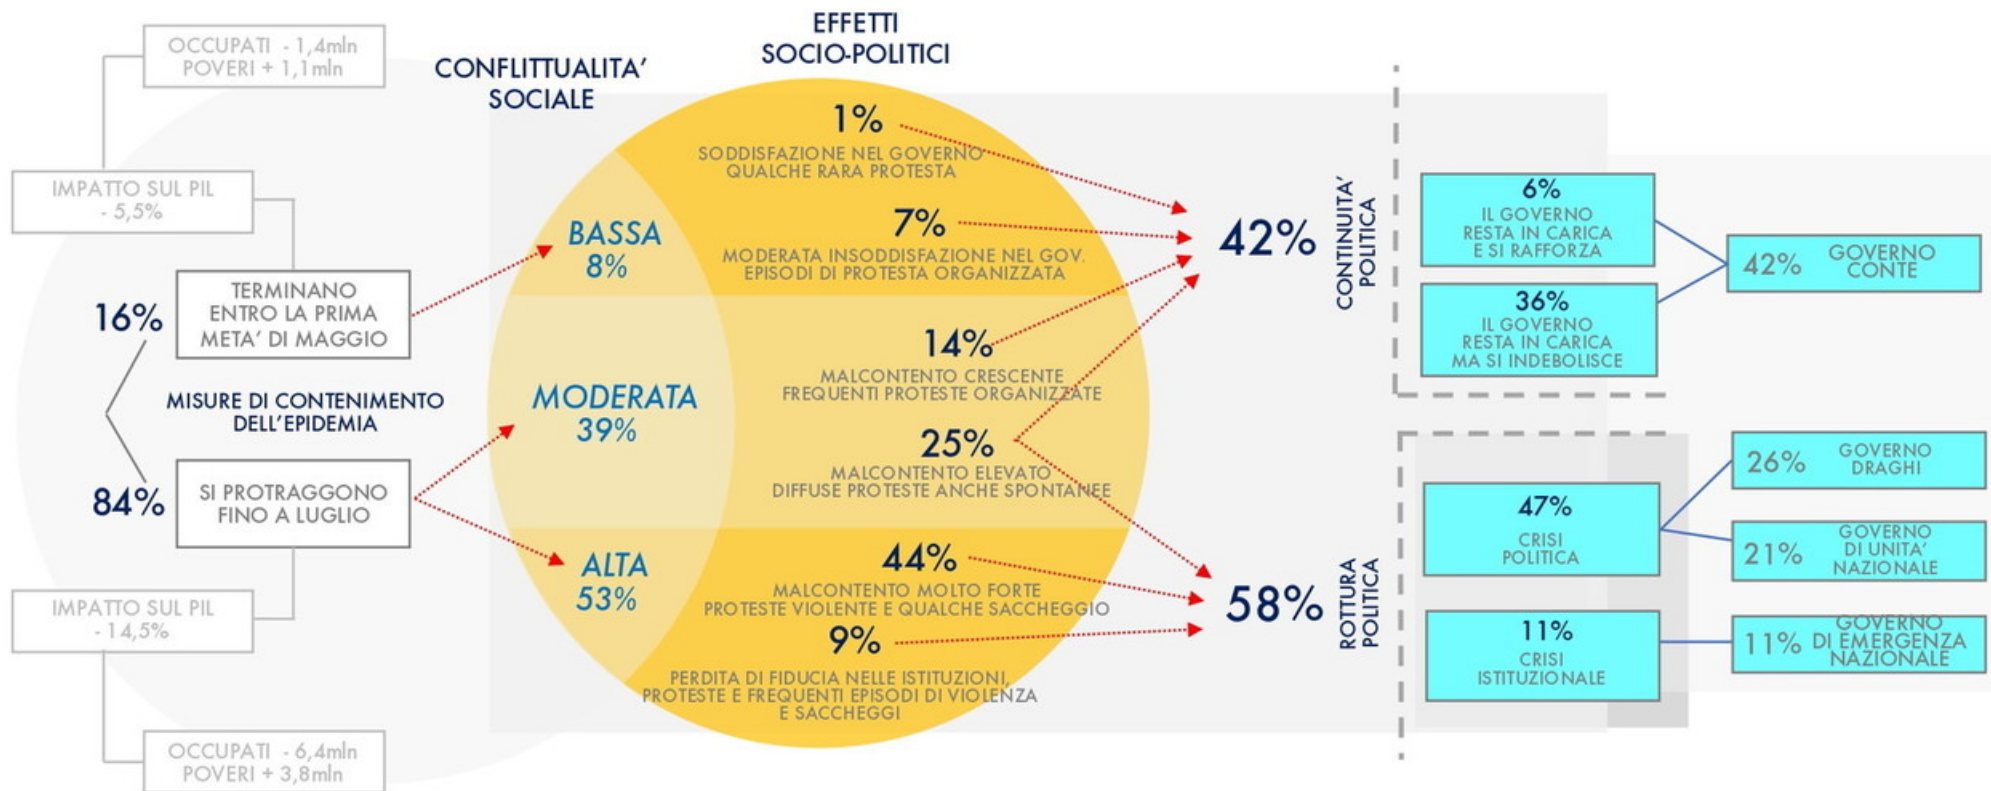 OCCUPATI - 1,4mln
POVERI + 1,1mln
IMPATTO SUL PIL
- 5,5%
16%
TERMINANO
ENTRO LA PRIMA
META' DI MAGGIO
MISURE DI CONTENIMENTO
DELL'EPIDEMIA
84%
SI PROTRAGGONO
FINO A LUGLIO
IMPATTO SUL PIL
- 14,5%
OCCUPATI - 6,4mln
POVERI + 3,8mln
CONFLITTUALITA'
SOCIALE
BASSA
8%
MODERATA
39%
ALTA
53%
EFFETTI
SOCIO-POLITICI
1%
SODDISFAZIONE NEL GOVERNO
QUALCHE RARA PROTESTA
7%
MODERATA INSODDISFAZIONE NEL GOV.
EPISODI DI PROTESTA ORGANIZZATA
14%
MALCONTENTO CRESCENTE
FREQUENTI PROTESTE ORGANIZZATE
25%
MALCONTENTO ELEVATO
DIFFUSE PROTESTE ANCHE SPONTANEE
44%
MALCONTENTO MOLTO FORTE
PROTESTE VIOLENTE E QUALCHE SACCHEGGIO
9%
PERDITA DI FIDUCIA NELLE ISTITUZIONI,
PROTESTE E FREQUENTI EPISODI DI VIOLENZA
E SACCHEGGI
42%
CONTINUITA'
POLITICA
6%
IL GOVERNO
RESTA IN CARICA
E SI RAFFORZA
36%
IL GOVERNO
RESTA IN CARICA
MA SI INDEBOLISCE
42% GOVERNO
CONTE
58%
ROTTURA
POLITICA
47%
CRISI
POLITICA
11%
CRISI
ISTITUZIONALE
26% GOVERNO
DRAGHI
21% GOVERNO
DI UNITA'
NAZIONALE
11% GOVERNO
DI EMERGENZA
NAZIONALE